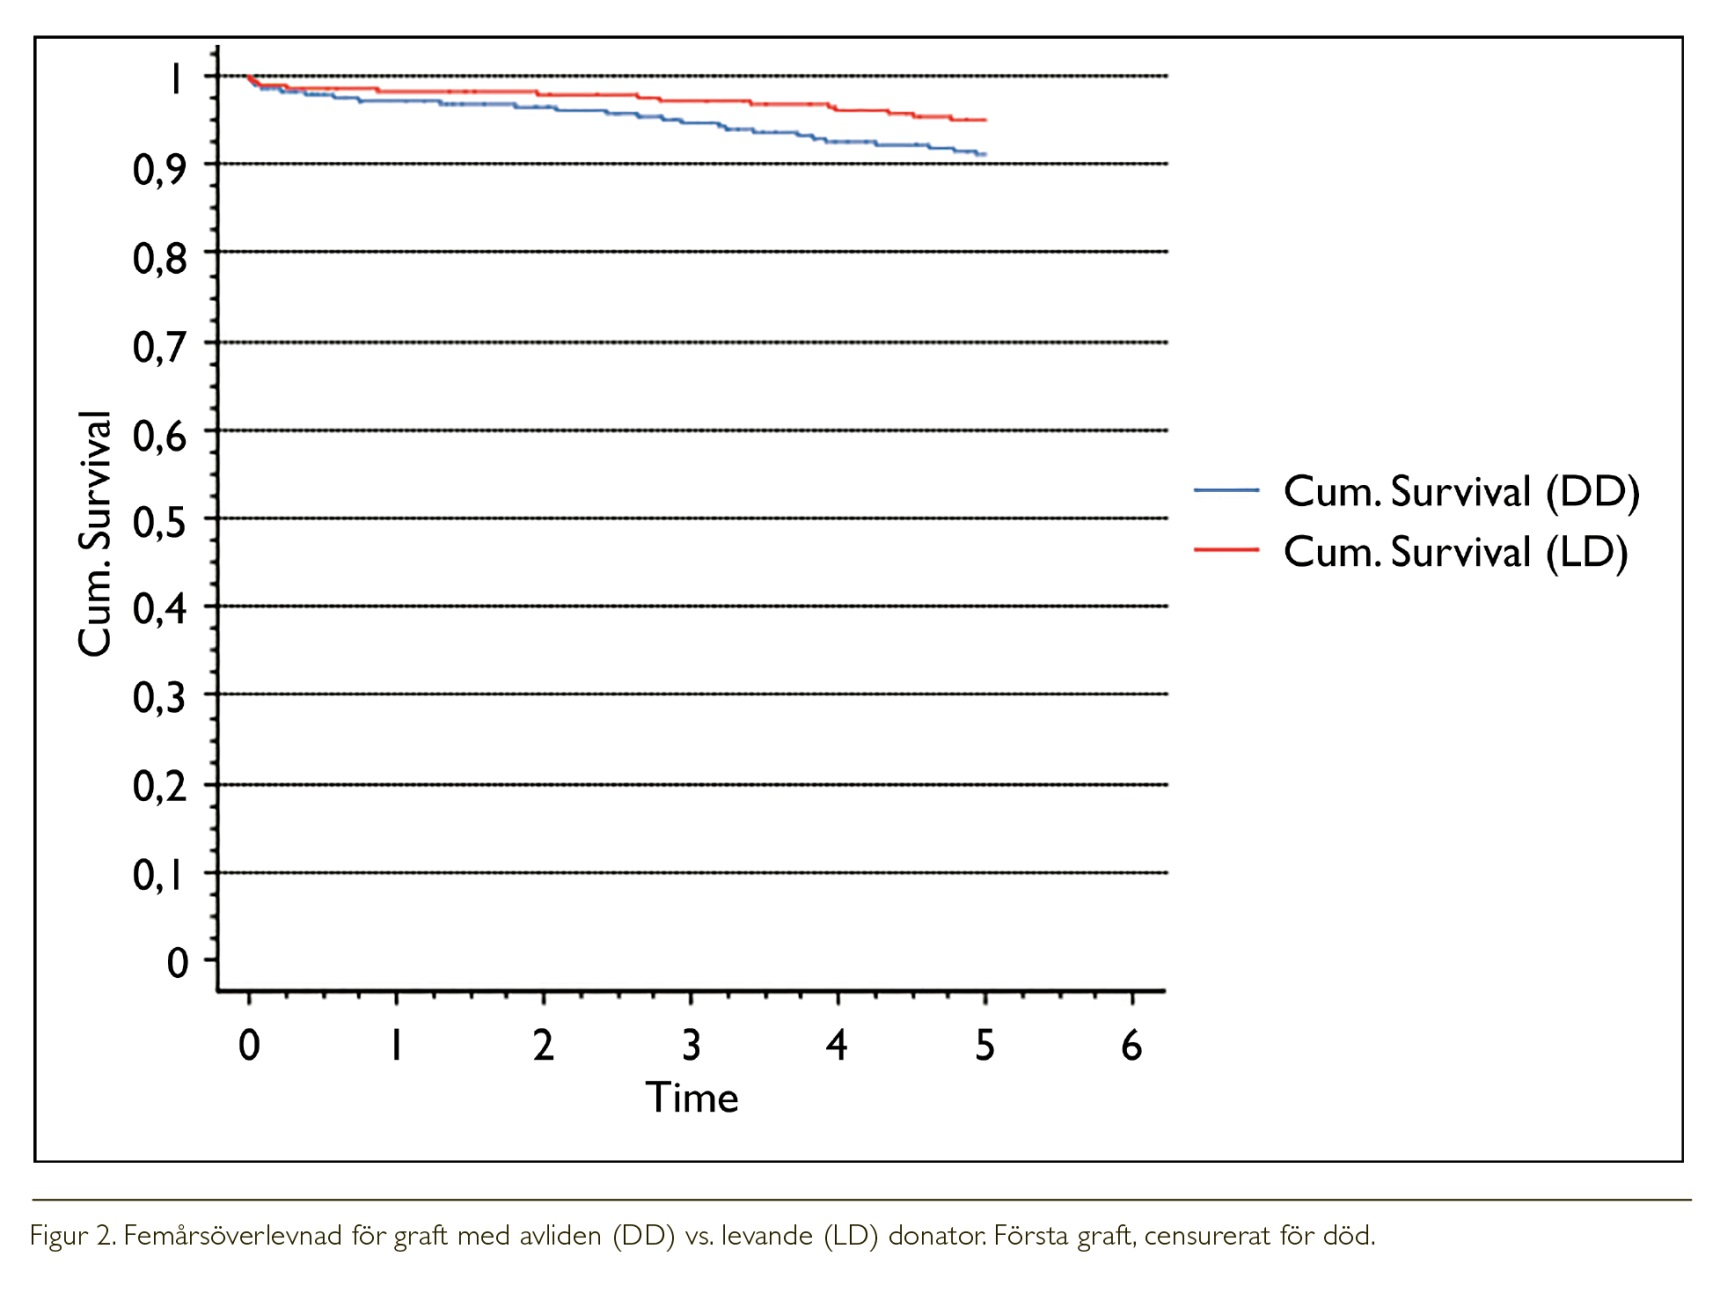 1
0,9
0,8
0,7
0,6
0,5
0,4
0,3
0,2
0,1
0
Cum. Survival
0 1 2 3 4 5 6
Time
Cum. Survival (DD)
Cum. Survival (LD)
Figur 2. Femårsöverlevnad för graft med avliden (DD) vs. levande (LD) donator. Första graft, censurerat för död.